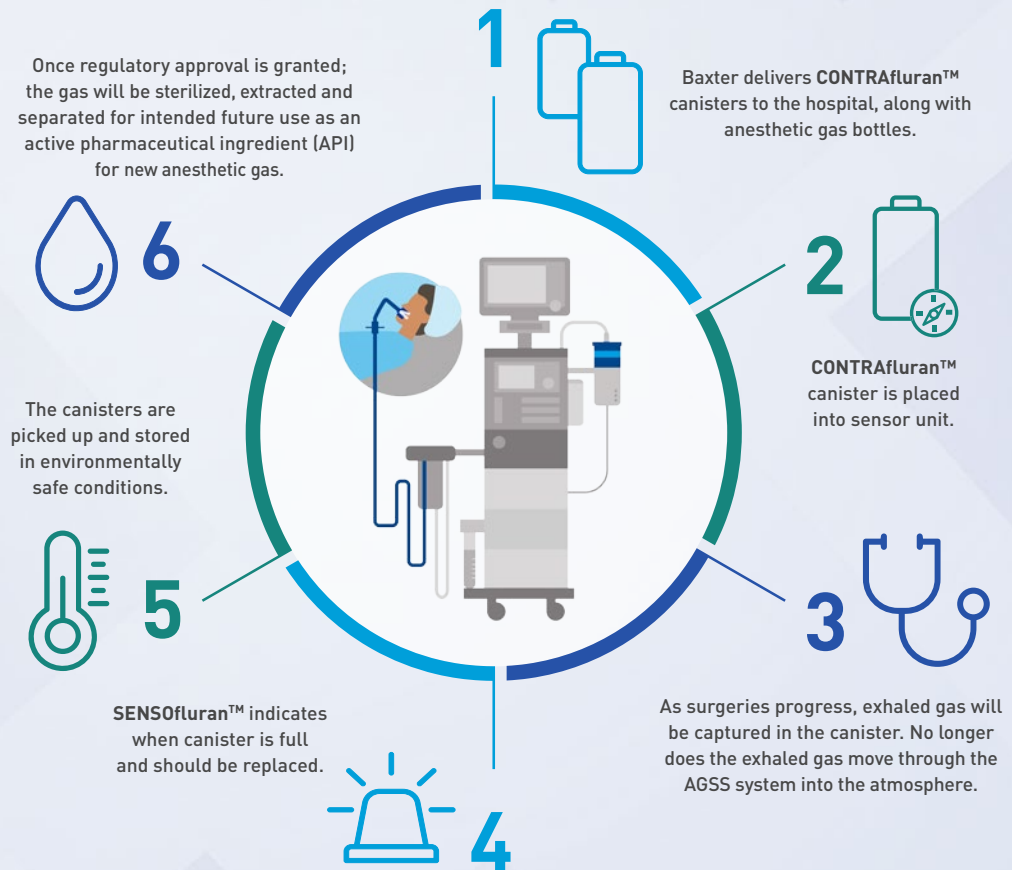 1
Baxter delivers CONTRAfluran™
canisters to the hospital, along with
anesthetic gas bottles.
2
CONTRAfluran™
canister is placed
into sensor unit.
3
As surgeries progress, exhaled gas will
be captured in the canister. No longer
does the exhaled gas move through the
AGSS system into the atmosphere.
4
SENSOfluran™ indicates
when canister is full
and should be replaced.
5
The canisters are
picked up and stored
in environmentally
safe conditions.
6
Once regulatory approval is granted;
the gas will be sterilized, extracted and
separated for intended future use as an
active pharmaceutical ingredient (API)
for new anesthetic gas.